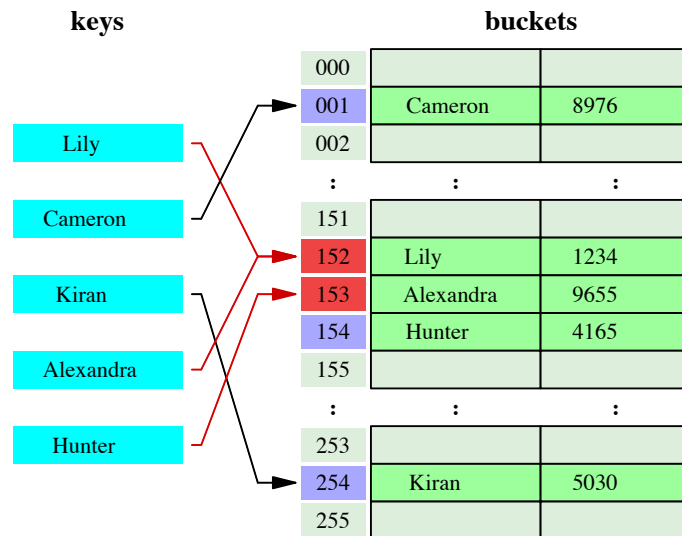 keys
buckets
000
001 Cameron 8976
Lily
002
: : :
151
Cameron
152 Lily 1234
Kiran
153 Alexandra 9655
154 Hunter 4165
Alexandra
155
: : :
Hunter
253
254 Kiran 5030
255